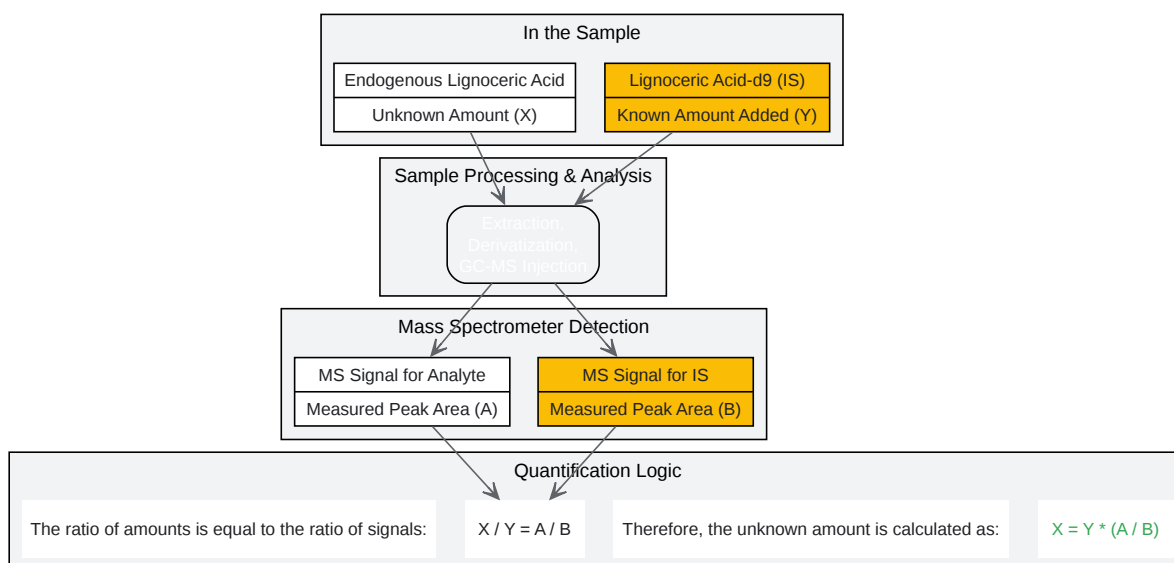 In the Sample
Endogenous Lignoceric Acid
Unknown Amount (X)
Lignoceric Acid-d9 (IS)
Known Amount Added (Y)
Sample Processing & Analysis
Extraction,
Derivatization,
GC-MS Injection
Mass Spectrometer Detection
MS Signal for Analyte
Measured Peak Area (A)
MS Signal for IS
Measured Peak Area (B)
Quantification Logic
The ratio of amounts is equal to the ratio of signals:
X / Y = A / B
Therefore, the unknown amount is calculated as:
X = Y * (A / B)